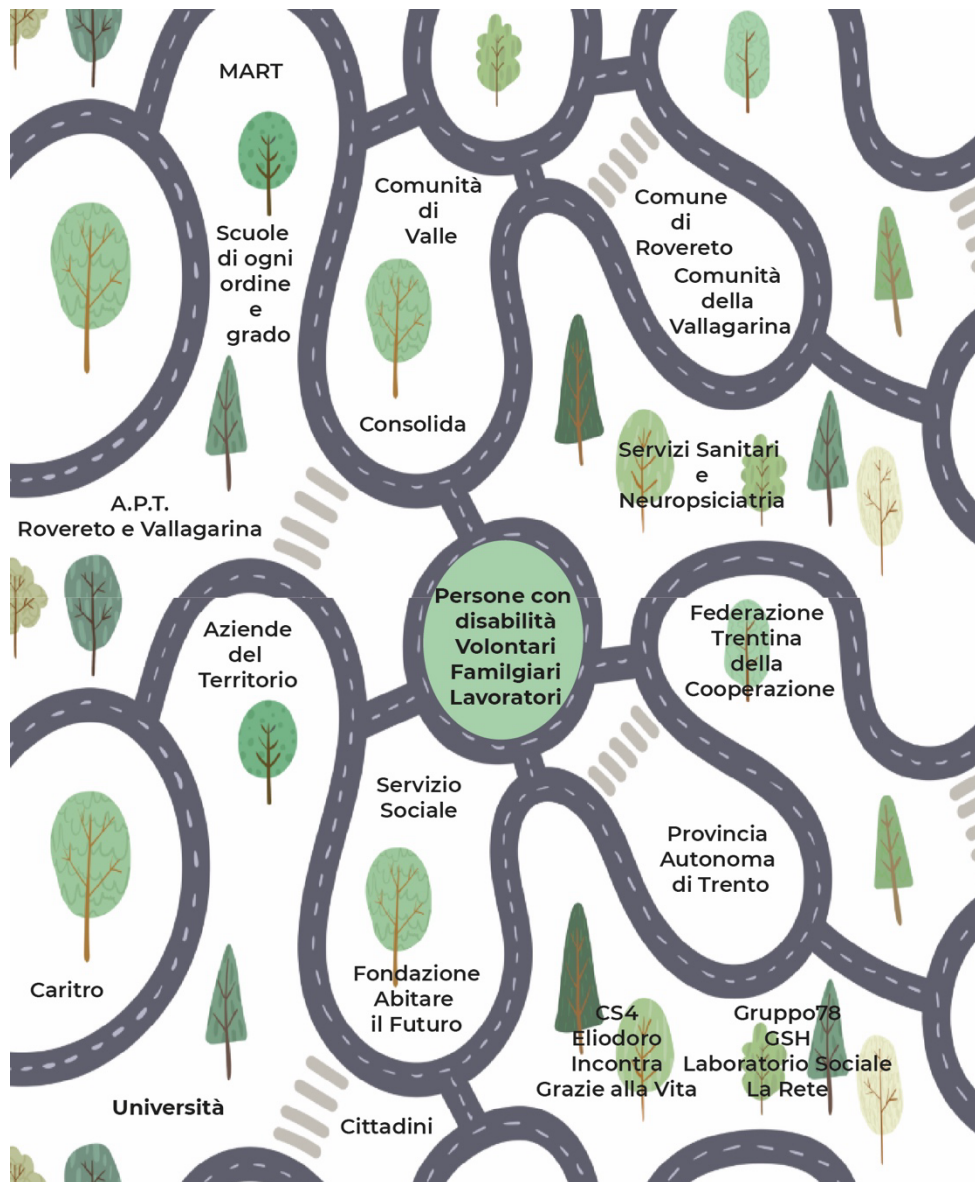 MART
Comunità
di
Valle
Comune
di
Rovereto
Scuole
di ogni
ordine
e
grado
Comunità
della
Vallagarina
Consolida
Servizi Sanitari
e
Neuropsiciatria
A.P.T.
Rovereto e Vallagarina
Persone con
disabilità
Volontari
Familgiari
Lavoratori
Aziende
del
Territorio
Federazione
Trentina
della
Cooperazione
Servizio
Sociale
Provincia
Autonoma
di Trento
Caritro
Fondazione
Abitare
il Futuro
CS4
Eliodoro
Incontra
Grazie alla Vita
Gruppo78
GSH
Laboratorio Sociale
La Rete
Università
Cittadini